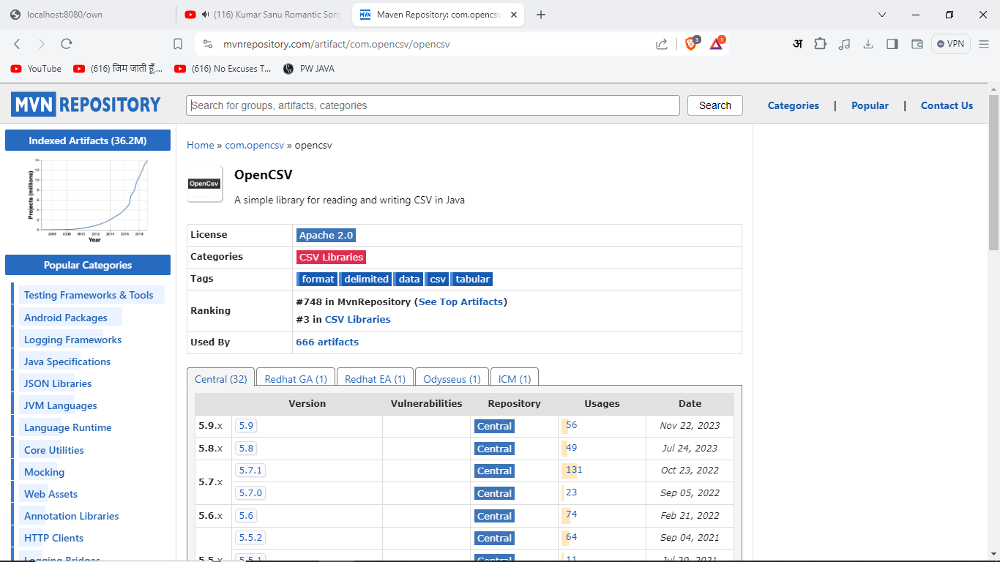 localhost:8080/own
(116) Kumar Sanu Romantic Song
Maven Repository: com.opencsv
mvnrepository.com/artifact/com.opencsv/opencsv
3
1
अ
VPN
YouTube
(616) जिम जाती हूँ,...
(616) No Excuses T...
PW JAVA
MVN REPOSITORY
Search for groups, artifacts, categories
Search
Categories | Popular | Contact Us
Indexed Artifacts (36.2M)
Projects (millions)
Year
Popular Categories
Testing Frameworks & Tools
Android Packages
Logging Frameworks
Java Specifications
JSON Libraries
JVM Languages
Language Runtime
Core Utilities
Mocking
Web Assets
Annotation Libraries
HTTP Clients
Logging Bridges
Home » com.opencsv » opencsv
OpenCsv
OpenCSV
A simple library for reading and writing CSV in Java
License Apache 2.0
Categories CSV Libraries
Tags format delimited data csv tabular
Ranking
#748 in MvnRepository (See Top Artifacts)
#3 in CSV Libraries
Used By 666 artifacts
Central (32) Redhat GA (1) Redhat EA (1) Odysseus (1) ICM (1)
Version Vulnerabilities Repository Usages Date
5.9.x 5.9 Central 56 Nov 22, 2023
5.8.x 5.8 Central 49 Jul 24, 2023
5.7.x
5.7.1 Central 131 Oct 23, 2022
5.7.0 Central 23 Sep 05, 2022
5.6.x 5.6 Central 74 Feb 21, 2022
5.5.2 Central 64 Sep 04, 2021
5.5.x 5.5.1 Central 11 Jul 20, 2021